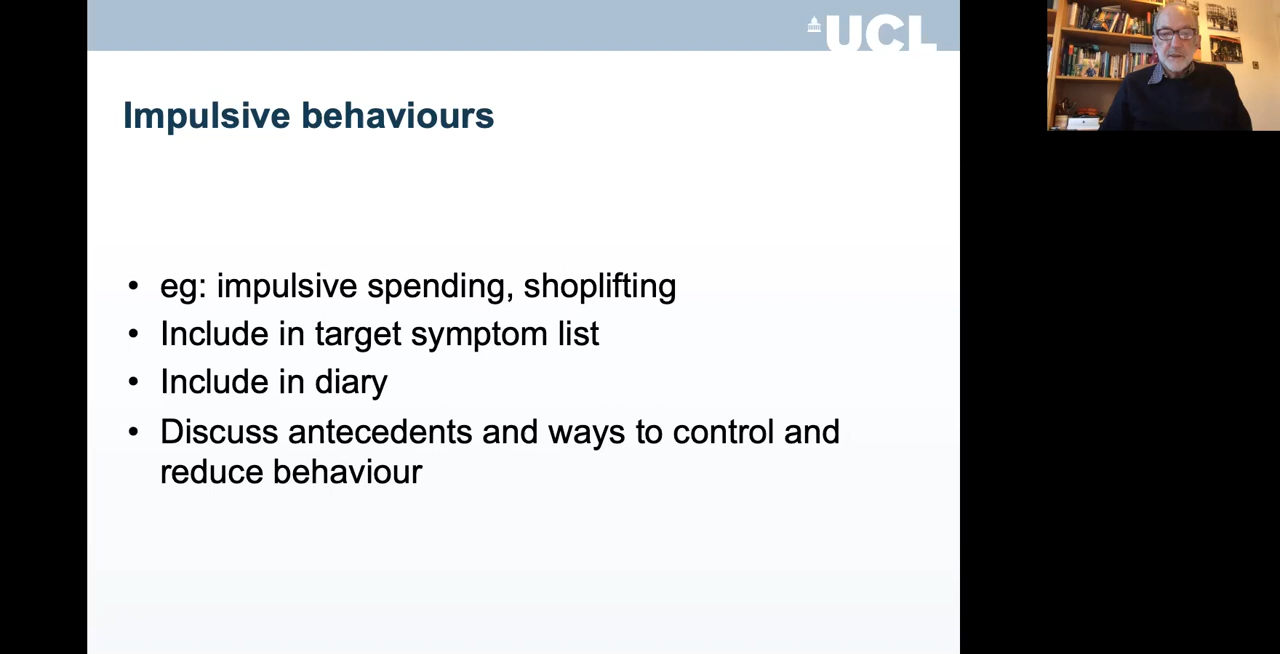 UCL
Impulsive behaviours
• eg: impulsive spending, shoplifting
• Include in target symptom list
• Include in diary
• Discuss antecedents and ways to control and
reduce behaviour